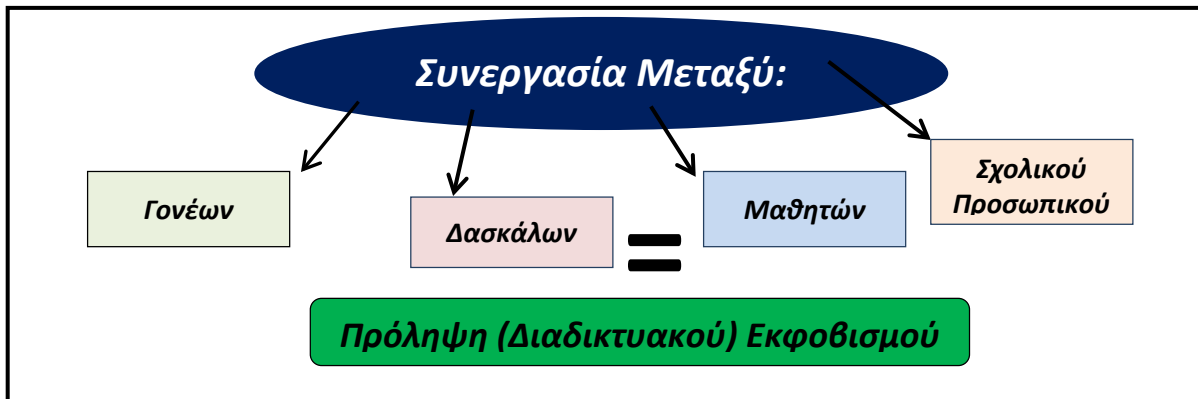 Συνεργασία Μεταξύ:
Γονέων
Δασκάλων
=
Μαθητών
Σχολικού
Προσωπικού
Πρόληψη (Διαδικτυακού) Εκφοβισμού